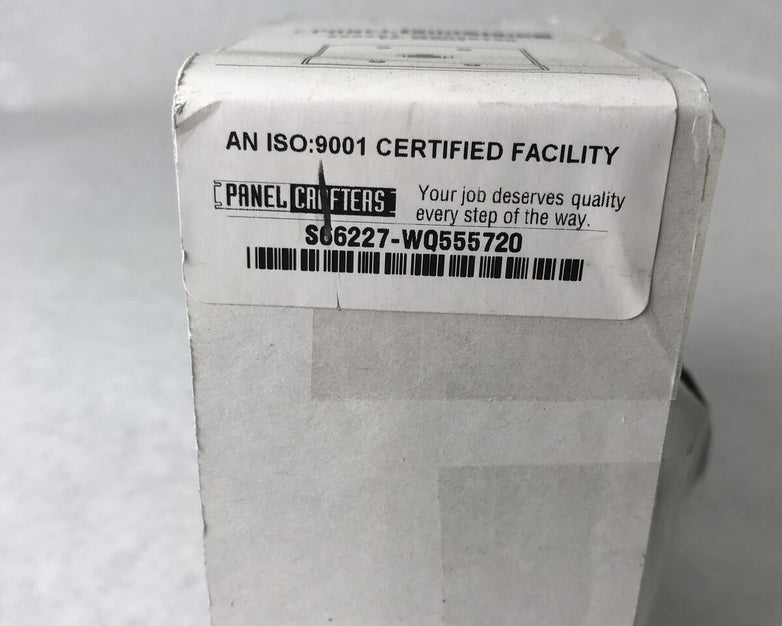 AN ISO:9001 CERTIFIED FACILITY
PANEL CRAFTERS
Your job deserves quality
every step of the way.
S66227-WQ555720